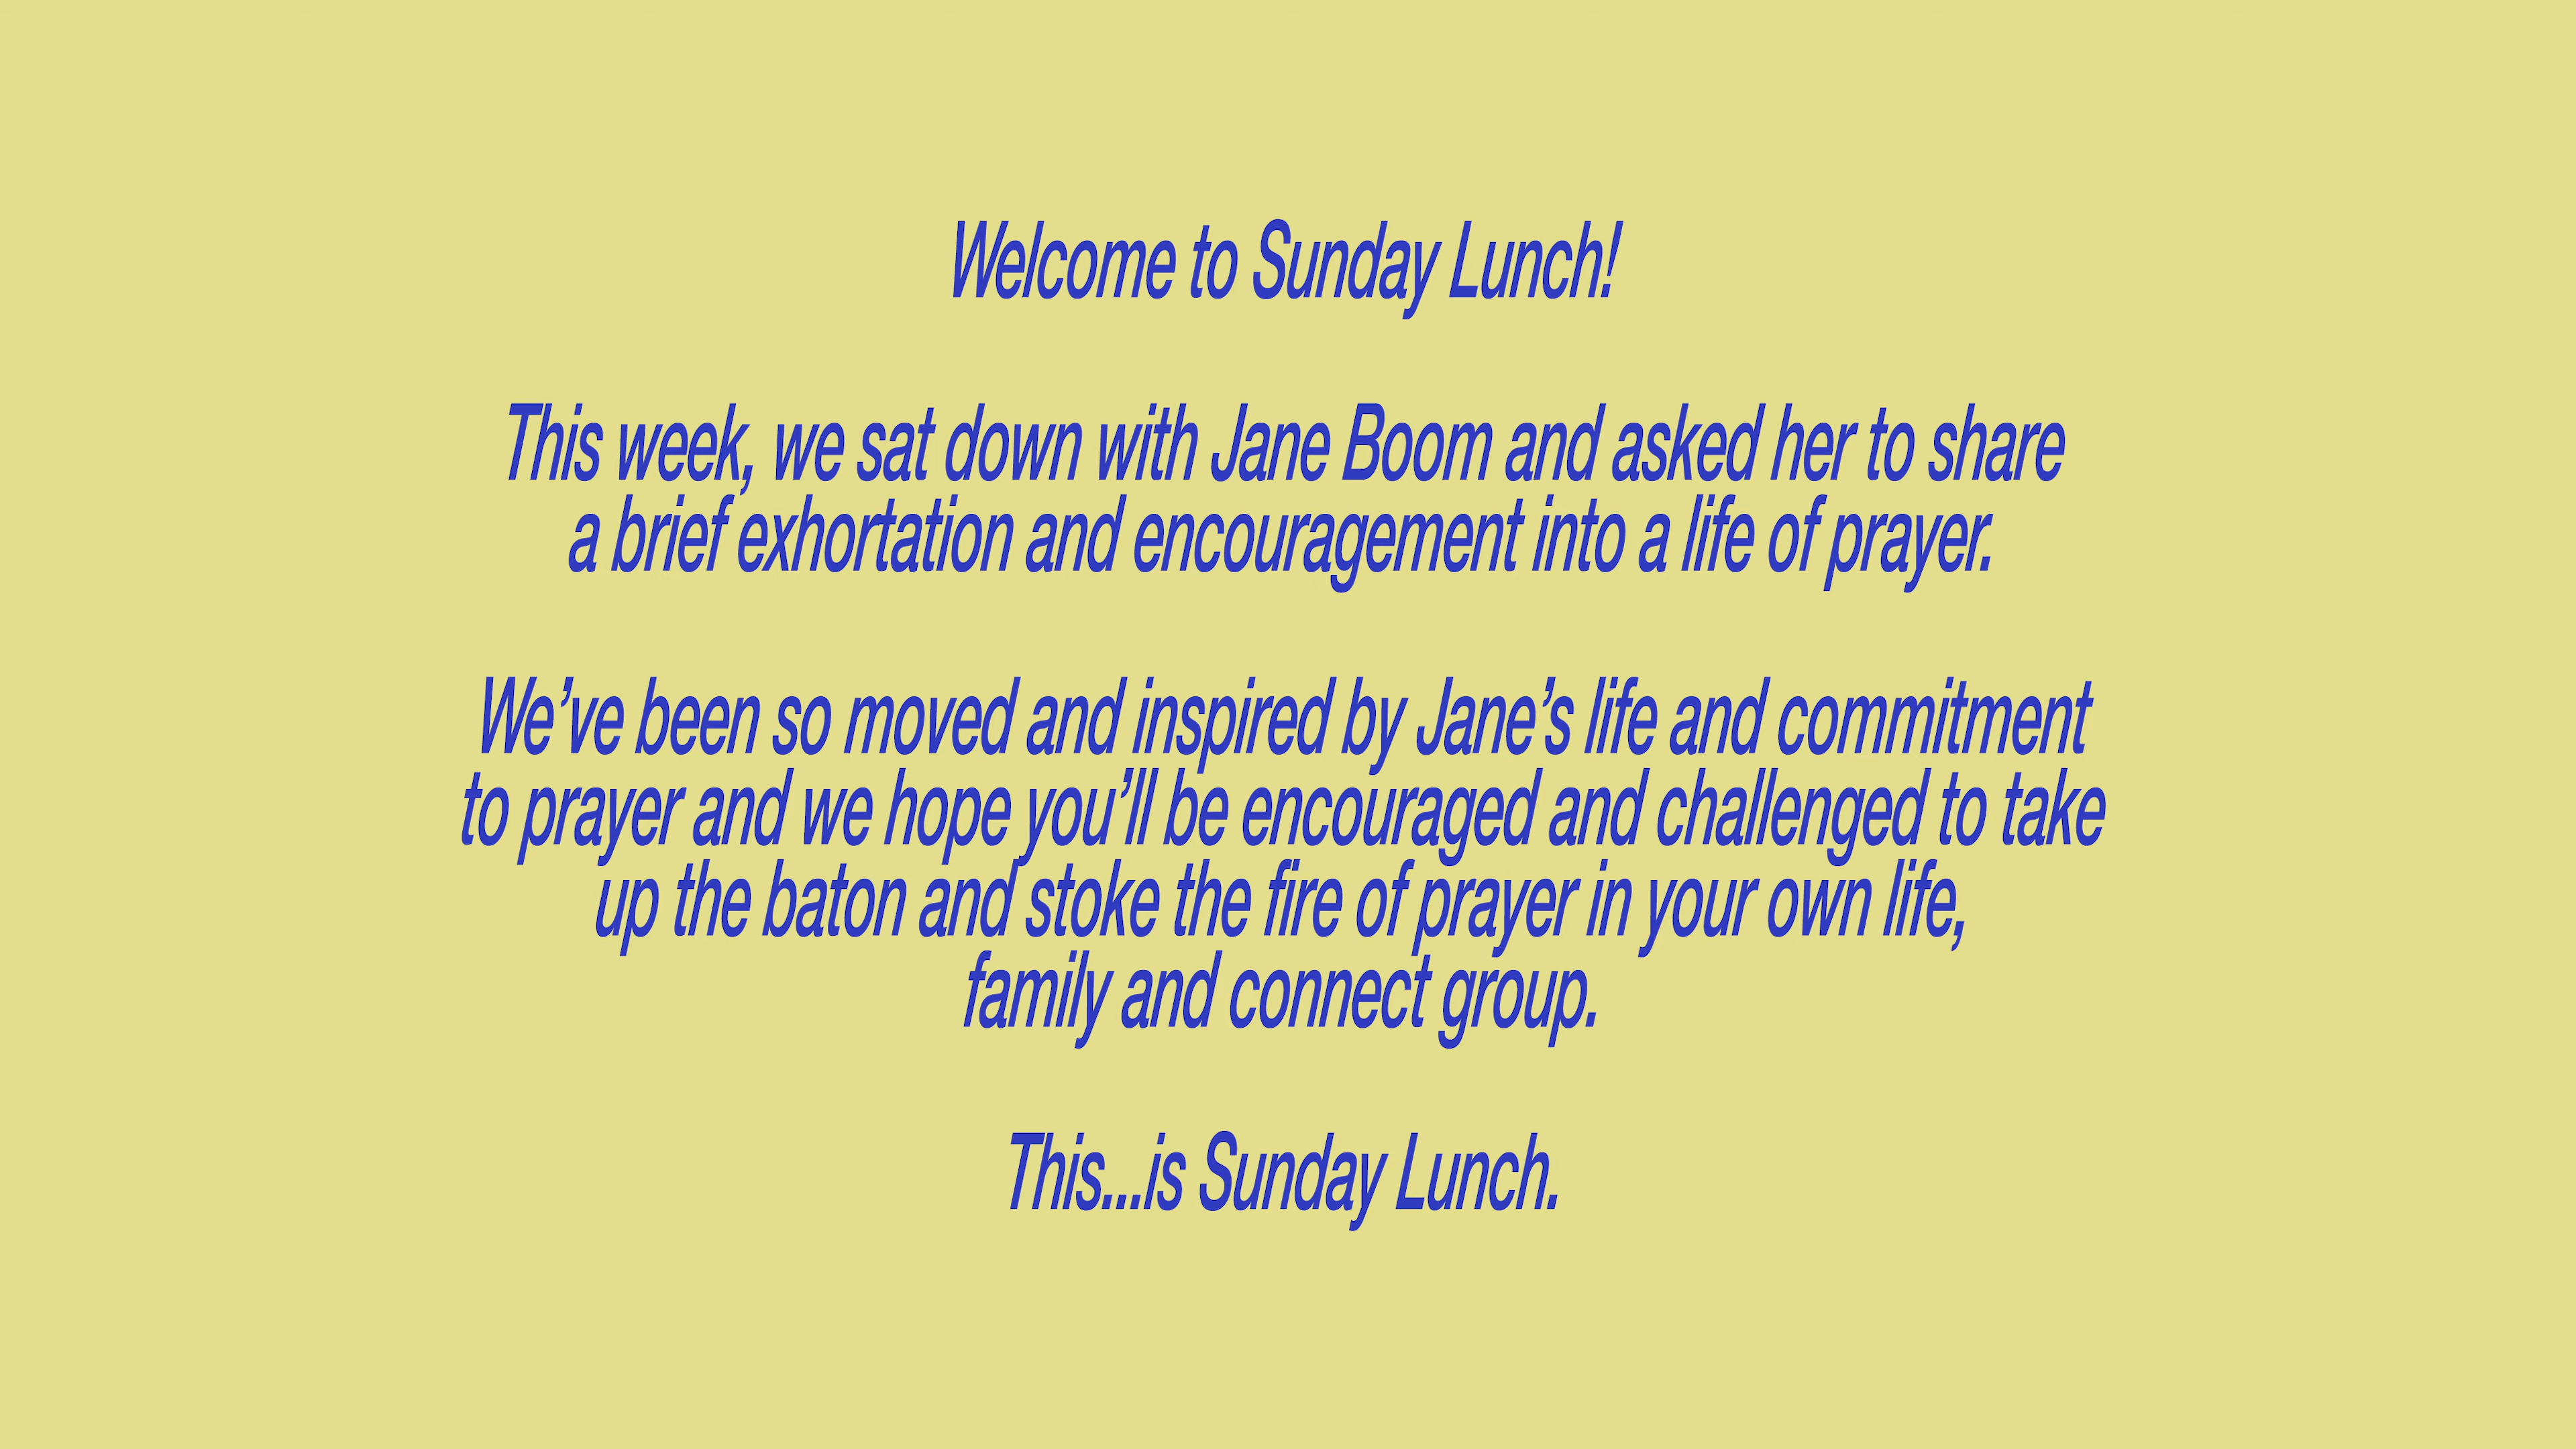 Welcome to Sunday Lunch!
This week, we sat down with Jane Boom and asked her to share
a brief exhortation and encouragement into a life of prayer.
We’ve been so moved and inspired by Jane’s life and commitment
to prayer and we hope you’ll be encouraged and challenged to take
up the baton and stoke the fire of prayer in your own life,
family and connect group.
This...is Sunday Lunch.